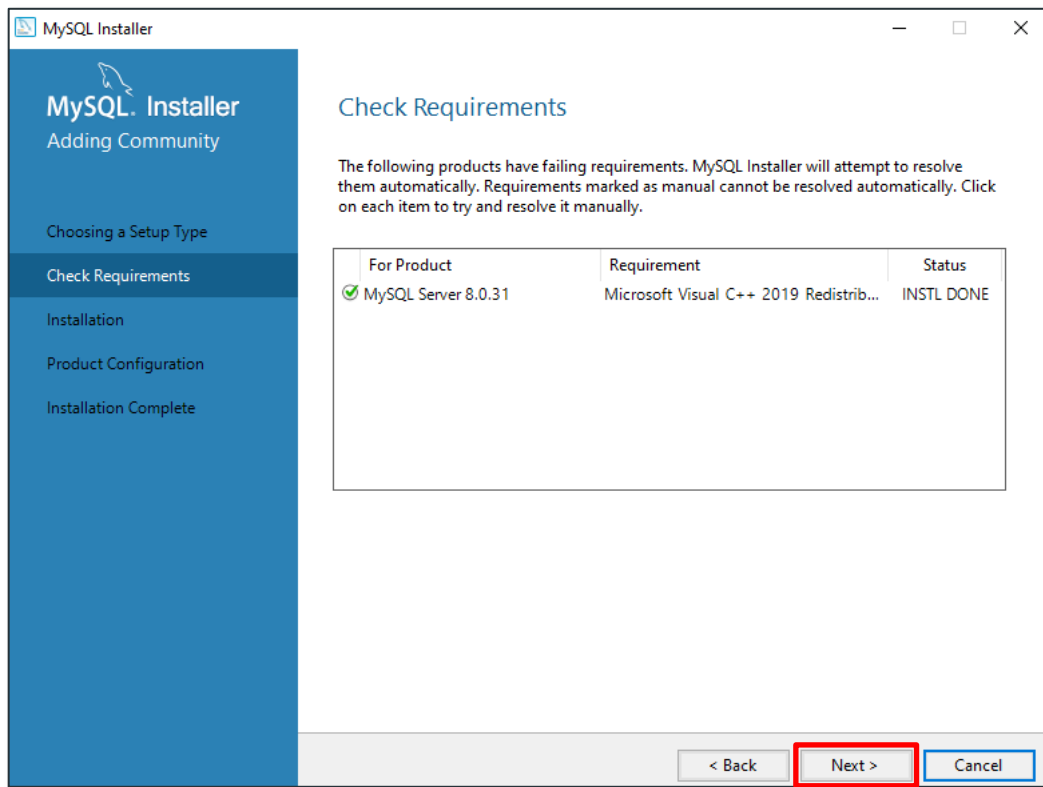 MySQL Installer
MySQL. Installer
Adding Community
Choosing a Setup Type
Check Requirements
Installation
Product Configuration
Installation Complete
Check Requirements
The following products have failing requirements. MySQL Installer will attempt to resolve
them automatically. Requirements marked as manual cannot be resolved automatically. Click
on each item to try and resolve it manually.
For Product Requirement Status
MySQL Server 8.0.31 Microsoft Visual C++ 2019 Redistrib... INSTL DONE
< Back Next > Cancel